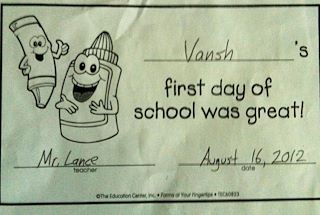 Vansh's
first day of
school was great!
Mr. Lance August 16, 2012
teacher date
©The Education Center, Inc. • Forms at Your Fingertips • TEC60803